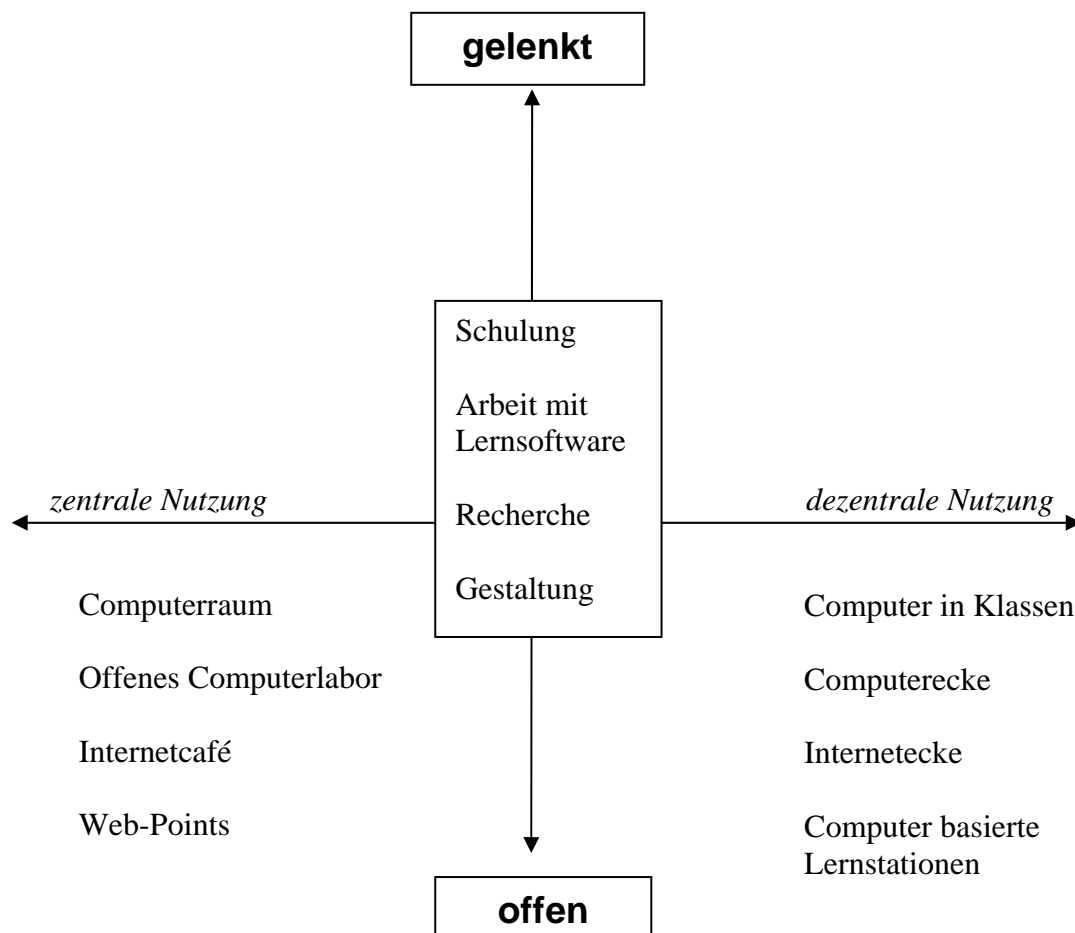 gelenkt
Schulung
Arbeit mit
Lernsoftware
zentrale Nutzung
Recherche
dezentrale Nutzung
Gestaltung
Computerraum
Offenes Computerlabor
Internetcafé
Web-Points
Computer in Klassen
Computerecke
Internetecke
Computer basierte
Lernstationen
offen